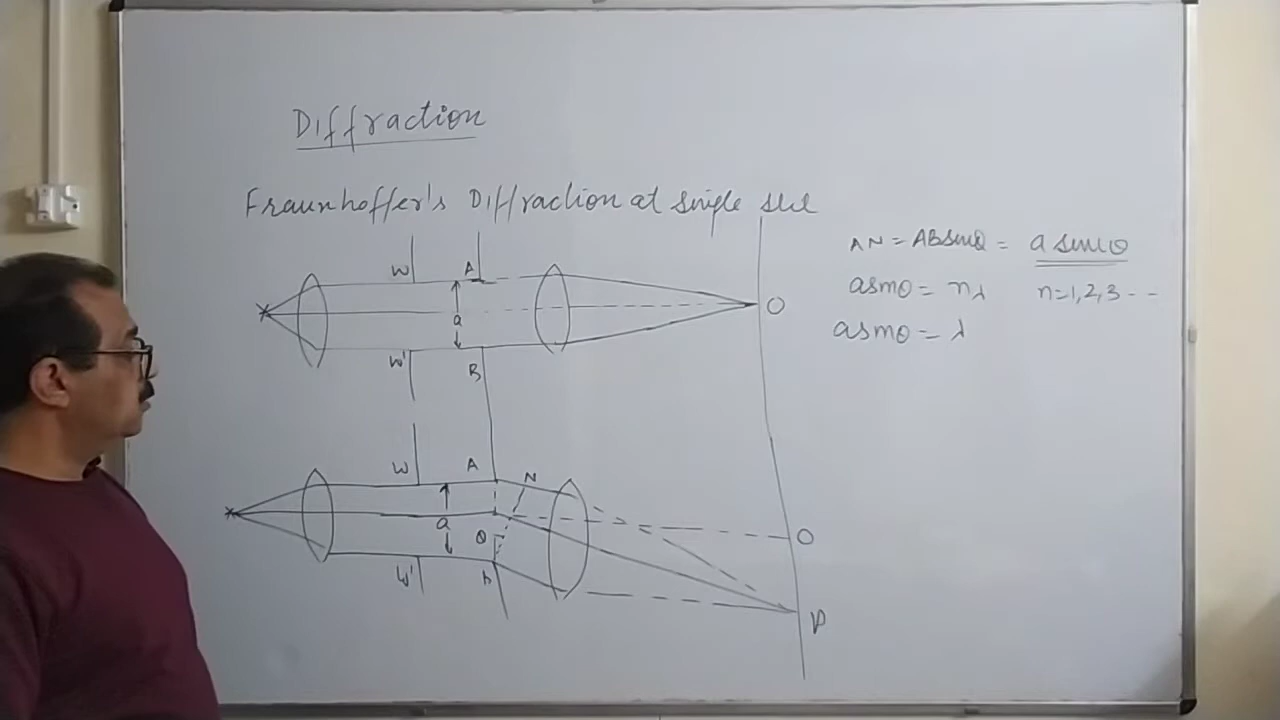 Diffraction
Fraunhoffer's Diffraction at single slit
AN = ABsinθ = a sinθ
asinθ = nλ n=1,2,3---
asinθ = λ
W A
a O
W' B
W A N
a O
θ
W' B
P